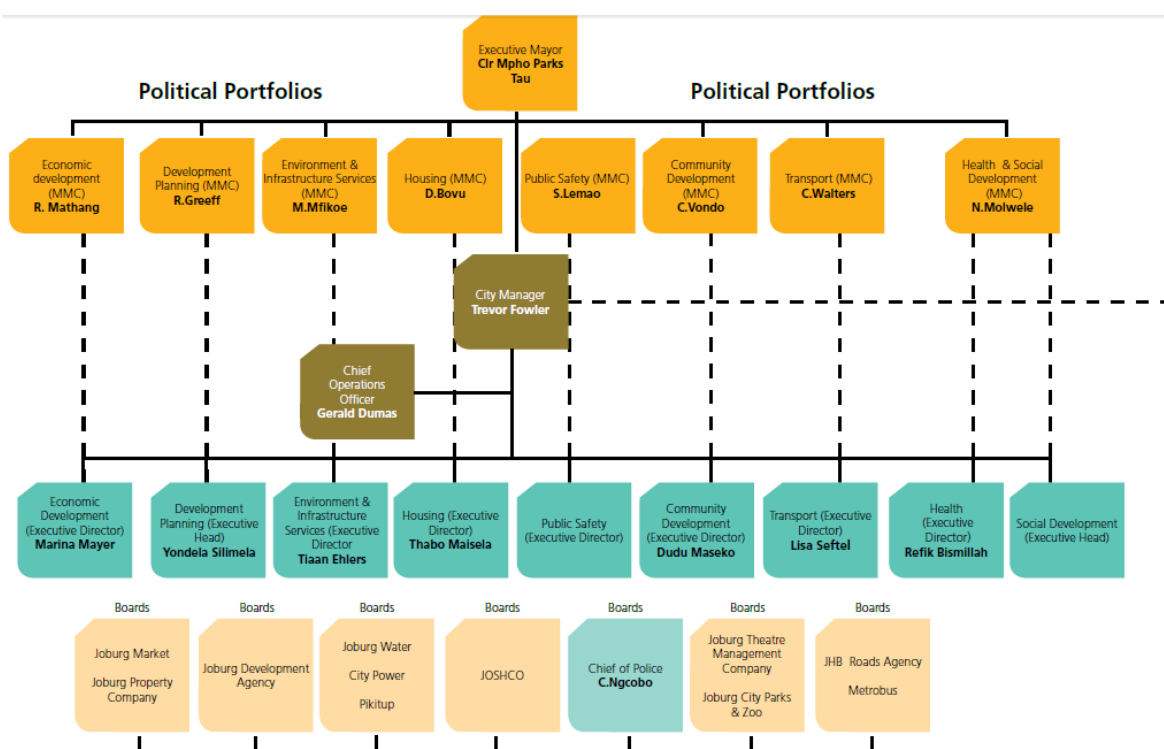 Executive Mayor
Clr Mpho Parks
Tau
Political Portfolios
Political Portfolios
Economic
development
(MMC)
R. Mathang
Development
Planning (MMC)
R.Greeff
Environment &
Infrastructure Services
(MMC)
M.Mfikoe
Housing (MMC)
D.Bovu
Public Safety (MMC)
S.Lemao
Community
Development
(MMC)
C.Vondo
Transport (MMC)
C.Walters
Health & Social
Development
(MMC)
N.Molwele
City Manager
Trevor Fowler
Chief
Operations
Officer
Gerald Dumas
Economic
Development
(Executive Director)
Marina Mayer
Development
Planning (Executive
Head)
Yondela Silimela
Environment &
Infrastructure
Services (Executive
Director
Tiaan Ehlers
Housing (Executive
Director)
Thabo Maisela
Public Safety
(Executive Director)
Community
Development
(Executive Director)
Dudu Maseko
Transport (Executive
Director)
Lisa Seftel
Health
(Executive
Director)
Refik Bismillah
Social Development
(Executive Head)
Boards
Joburg Market
Joburg Property
Company
Boards
Joburg Development
Agency
Boards
Joburg Water
City Power
Pikitup
Boards
JOSHCO
Boards
Chief of Police
C.Ngcobo
Boards
Joburg Theatre
Management
Company
Joburg City Parks
& Zoo
Boards
JHB Roads Agency
Metrobus